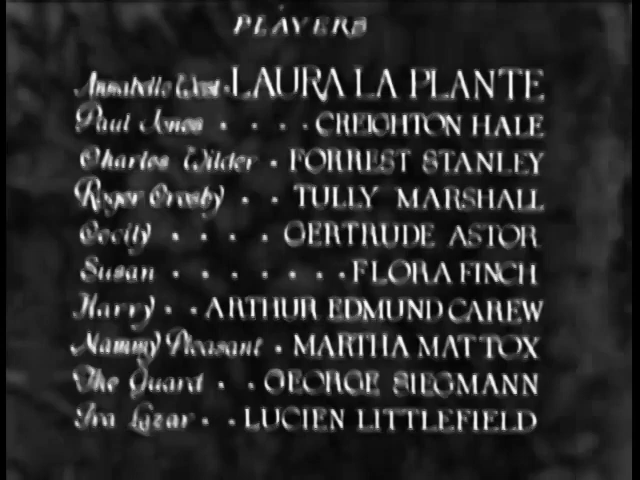 PLAYERS
Annabelle West · LAURA LA PLANTE
Paul Jones · · · · CREIGHTON HALE
Charles Wilder · FORREST STANLEY
Roger Crosby · · TULLY MARSHALL
Cecily · · · · GERTRUDE ASTOR
Susan · · · · · · · FLORA FINCH
Harry · · ARTHUR EDMUND CAREW
Mammy Pleasant · MARTHA MATTOX
The Guard · · GEORGE SIEGMANN
Ira Lazar · · LUCIEN LITTLEFIELD